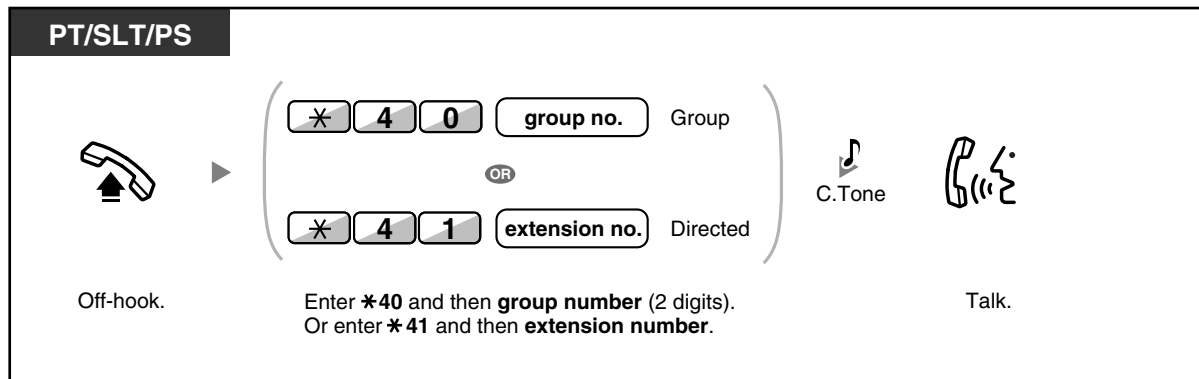 PT/SLT/PS
* 4 0 group no. Group
OR
* 4 1 extension no. Directed
C.Tone
Off-hook.
Enter *40 and then group number (2 digits).
Or enter *41 and then extension number.
Talk.